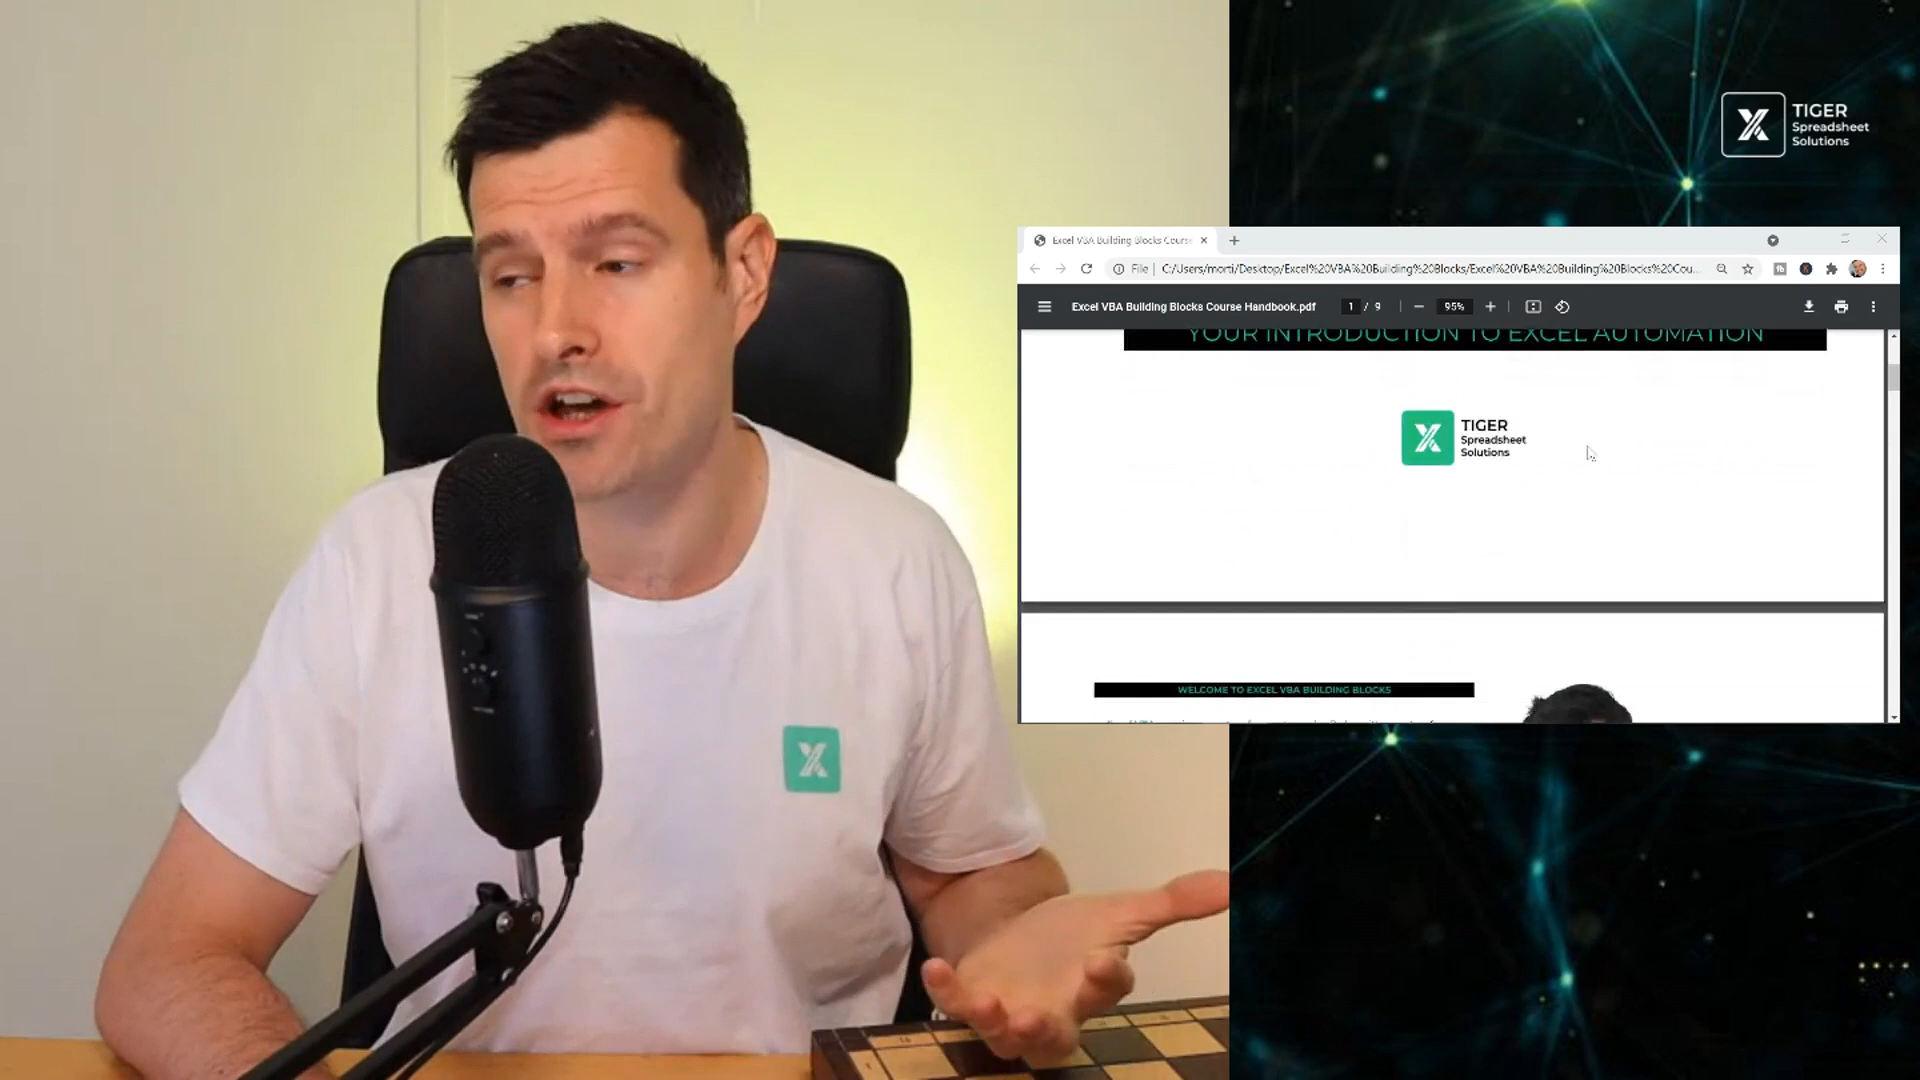 TIGER
Spreadsheet
Solutions
Excel VBA Building Blocks Course
File
C:/Users/morti/Desktop/Excel%20VBA%20Building%20Blocks/Excel%20VBA%20Building%20Blocks%20Cou...
Excel VBA Building Blocks Course Handbook.pdf
1 / 9
95%
YOUR INTRODUCTION TO EXCEL AUTOMATION
TIGER
Spreadsheet
Solutions
WELCOME TO EXCEL VBA BUILDING BLOCKS